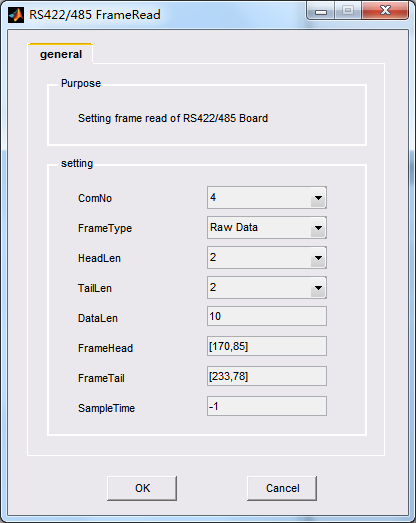 RS422/485 FrameRead
general
Purpose
Setting frame read of RS422/485 Board
setting
ComNo 4
FrameType Raw Data
HeadLen 2
TailLen 2
DataLen 10
FrameHead [170,85]
FrameTail [233,78]
SampleTime -1
OK Cancel